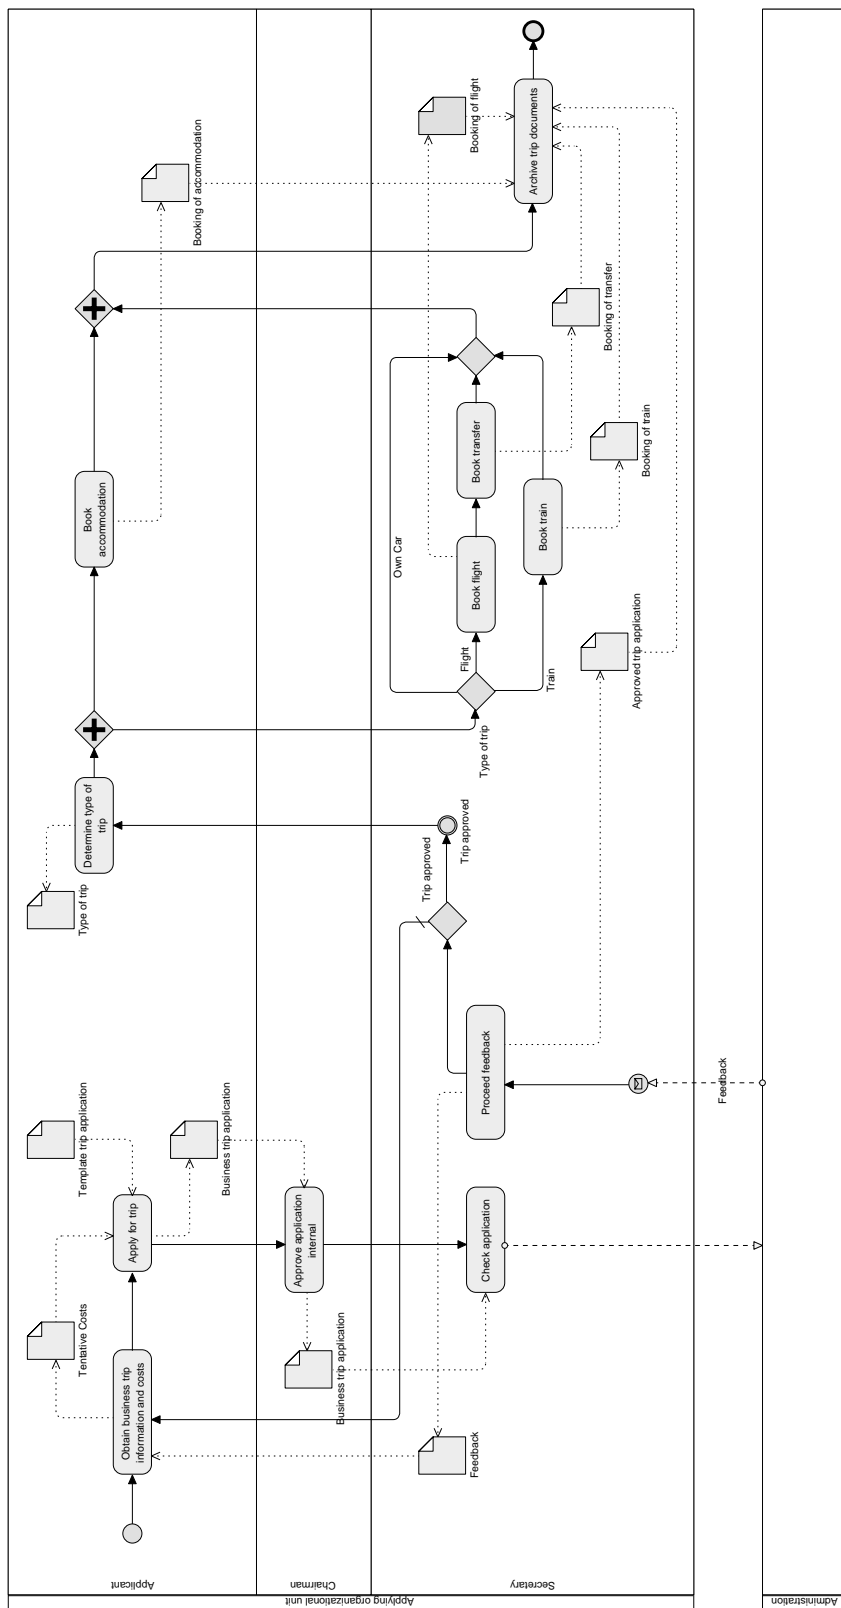 Applying organizational unit
Applicant
Chairman
Secretary
Administration
Obtain business trip
information and costs
Tentative Costs
Apply for trip
Template trip application
Business trip application
Approve application
internal
Business trip application
Check application
Feedback
Feedback
Proceed feedback
Trip approved
Trip approved
Determine type of
trip
Type of trip
Type of trip
Own Car
Flight
Train
Book
accommodation
Book flight
Book transfer
Book train
Booking of accommodation
Booking of flight
Booking of transfer
Booking of train
Approved trip application
Archive trip documents